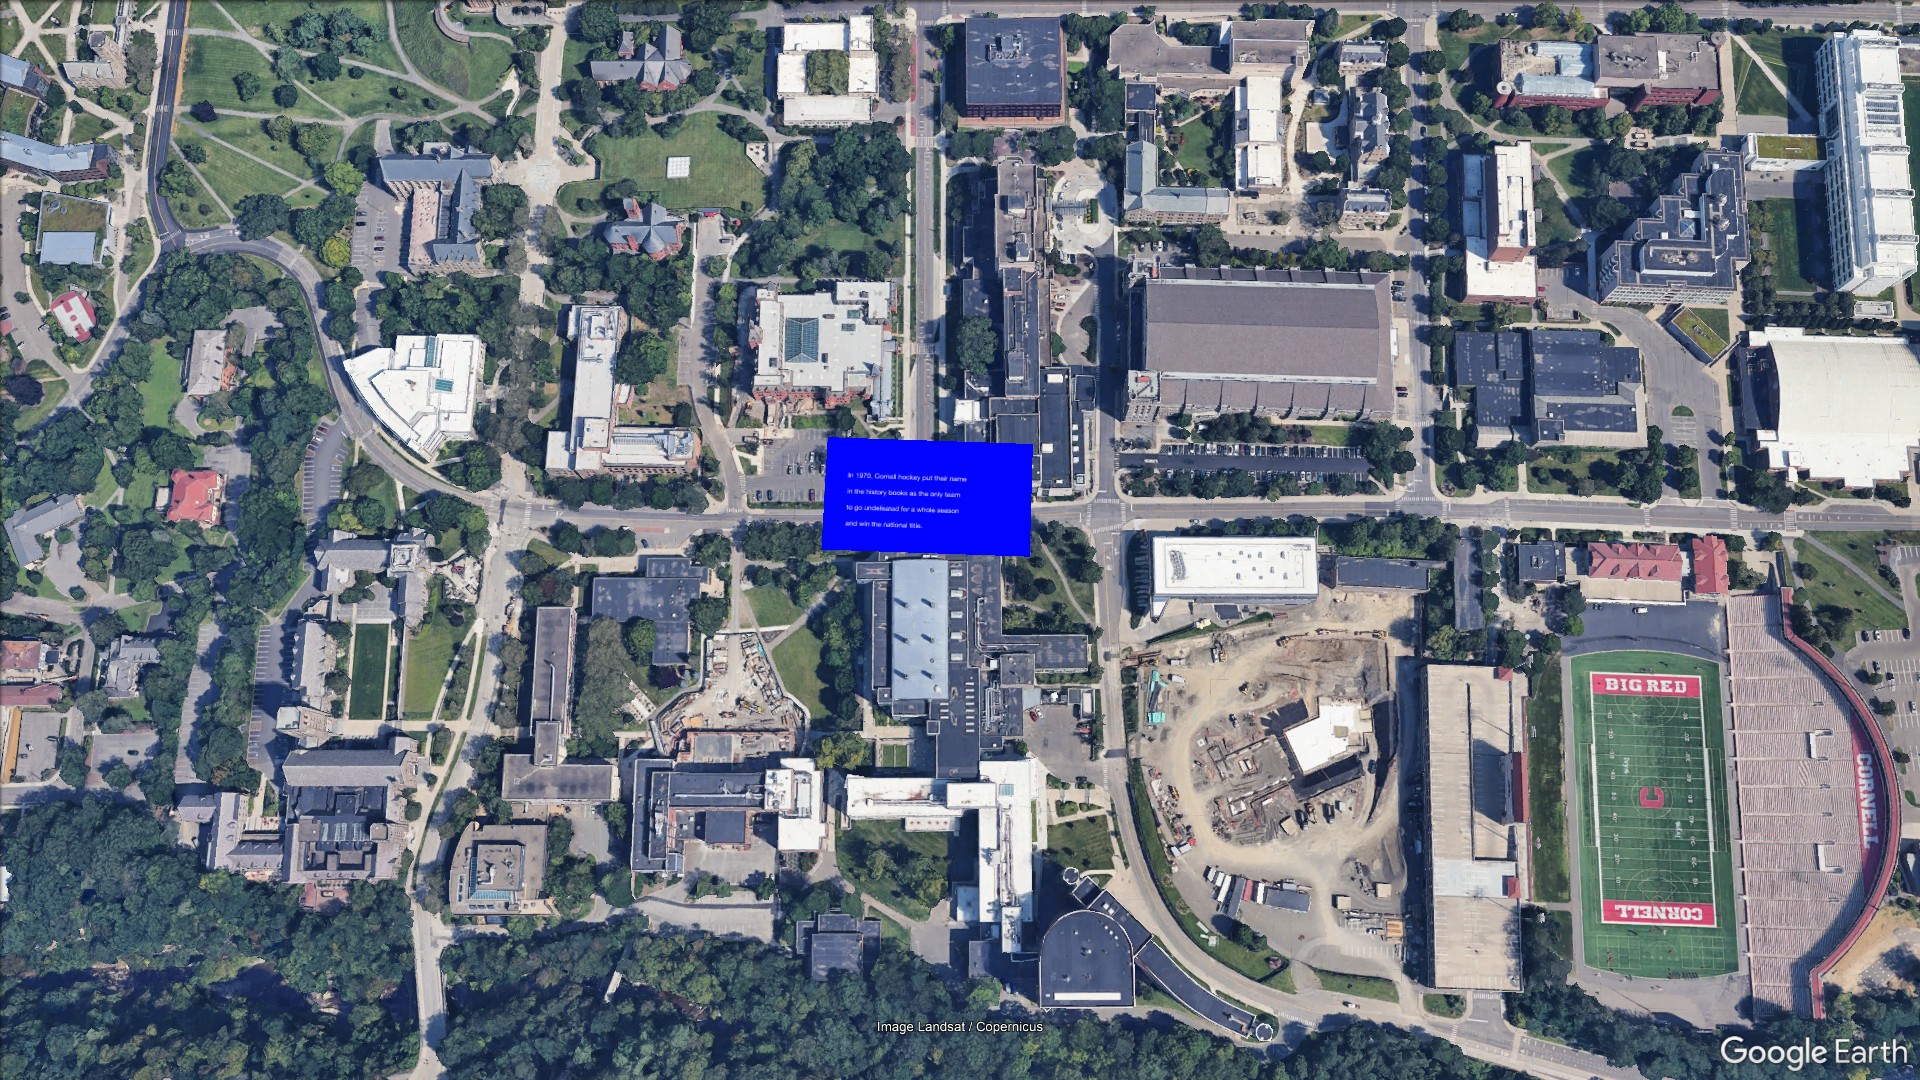 In 1970, Cornell hockey put their name
in the history books as the only team
to go undefeated for a whole season
and win the national title.
BIG RED
C
CORNELL
CORNELL
Image Landsat / Copernicus
Google Earth